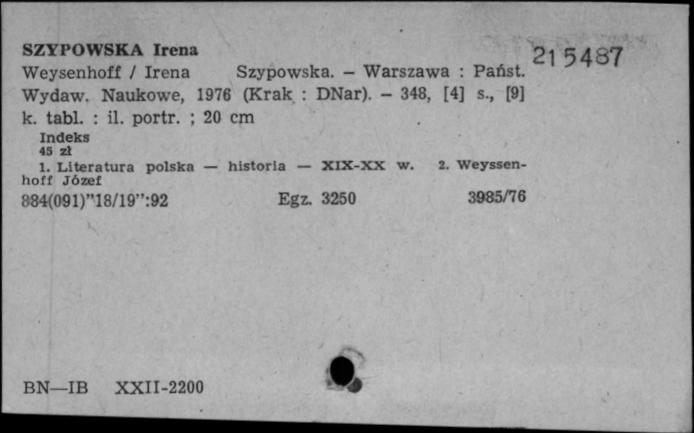 SZYPOWSKA Irena
215487
Weysenhoff / Irena Szypowska. – Warszawa : Państ.
Wydaw. Naukowe, 1976 (Krak : DNar). – 348, [4] s., [9]
k. tabl. : il. portr. ; 20 cm
Indeks
45 zł
1. Literatura polska — historia — XIX-XX w. 2. Weyssen-
hoff Józef
884(091)"18/19":92 Egz. 3250 3985/76
BN—IB XXII-2200